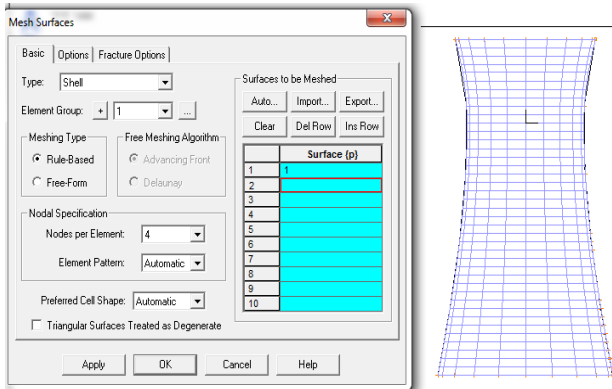 Mesh Surfaces
x
Basic Options Fracture Options
Type: Shell
Element Group: + 1 ...
Meshing Type
Rule-Based
Free-Form
Free Meshing Algorithm
Advancing Front
Delaunay
Nodal Specification
Nodes per Element: 4
Element Pattern: Automatic
Preferred Cell Shape: Automatic
Triangular Surfaces Treated as Degenerate
Surfaces to be Meshed
Auto... Import... Export...
Clear Del Row Ins Row
Surface {p}
1 1
2
3
4
5
6
7
8
9
10
Apply OK Cancel Help